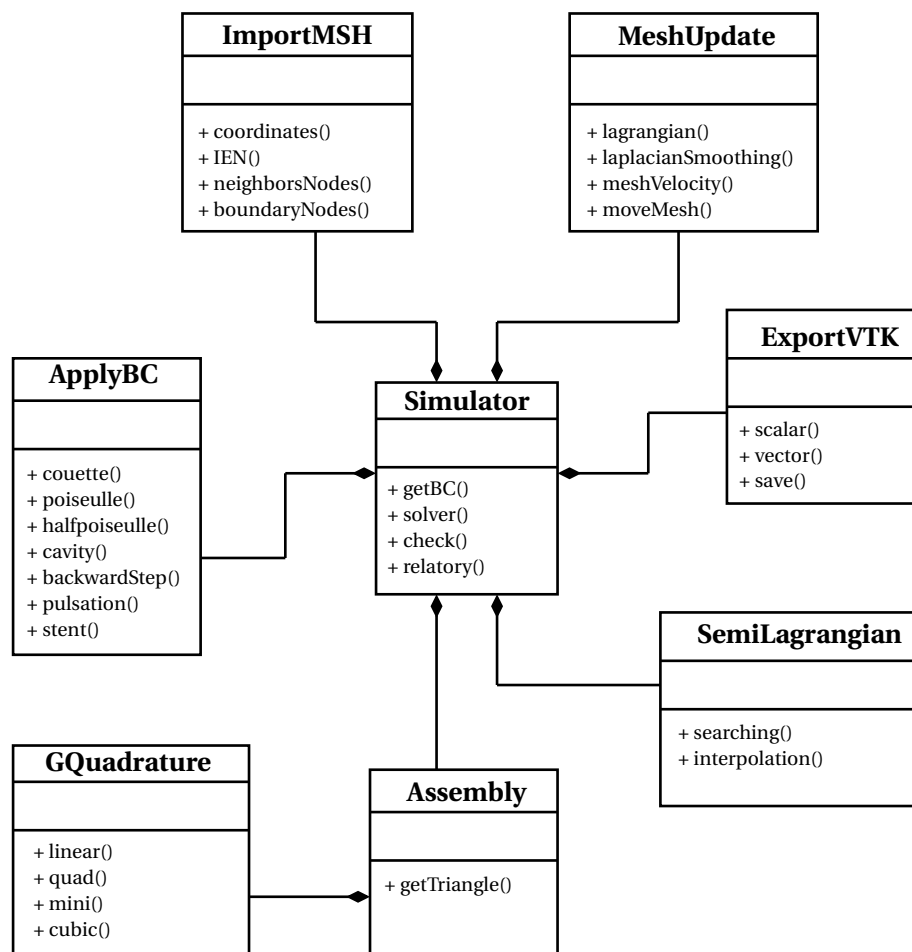 ImportMSH
+ coordinates()
+ IEN()
+ neighborsNodes()
+ boundaryNodes()
MeshUpdate
+ lagrangian()
+ laplacianSmoothing()
+ meshVelocity()
+ moveMesh()
ExportVTK
+ scalar()
+ vector()
+ save()
ApplyBC
+ couette()
+ poiseulle()
+ halfpoiseulle()
+ cavity()
+ backwardStep()
+ pulsation()
+ stent()
Simulator
+ getBC()
+ solver()
+ check()
+ relatory()
SemiLagrangian
+ searching()
+ interpolation()
GQuadrature
+ linear()
+ quad()
+ mini()
+ cubic()
Assembly
+ getTriangle()